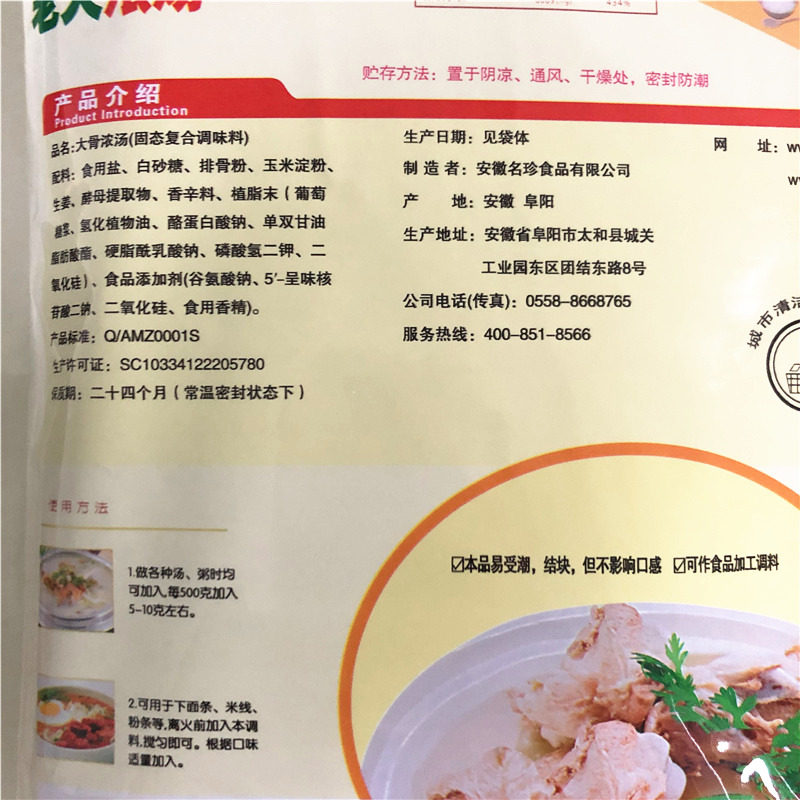 贮存方法：置于阴凉、通风、干燥处，密封防潮
产品介绍
Product Introduction
品名:大骨浓汤(固态复合调味料)
配料：食用盐、白砂糖、排骨粉、玉米淀粉、
生姜、酵母提取物、香辛料、植脂末（葡萄
糖浆、氢化植物油、酪蛋白酸钠、单双甘油
脂肪酸酯、硬脂酰乳酸钠、磷酸氢二钾、二
氧化硅）、食品添加剂(谷氨酸钠、5′-呈味核
苷酸二钠、二氧化硅、食用香精)。
产品标准：Q/AMZ0001S
生产许可证：SC10334122205780
保质期：二十四个月（常温密封状态下）
生产日期：见袋体
制造者：安徽名珍食品有限公司
产 地：安徽 阜阳
生产地址：安徽省阜阳市太和县城关
工业园东区团结东路8号
公司电话(传真)：0558-8668765
服务热线：400-851-8566
网 址：
城市清洁
使用方法
1.做各种汤、粥时均
可加入,每500克加入
5-10克左右。
2.可用于下面条、米线、
粉条等,离火前加入本调
料,搅匀即可。根据口味
适量加入。
☑本品易受潮，结块，但不影响口感 ☑可作食品加工调料